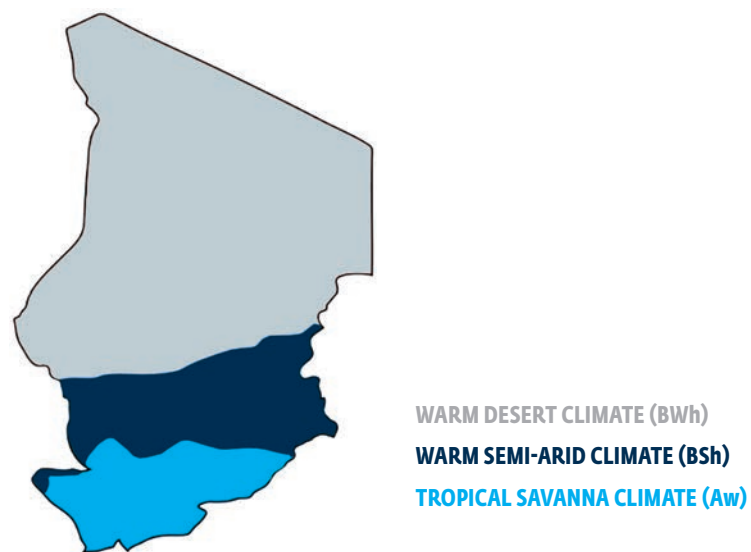 WARM DESERT CLIMATE (BWh)
WARM SEMI-ARID CLIMATE (BSh)
TROPICAL SAVANNA CLIMATE (Aw)